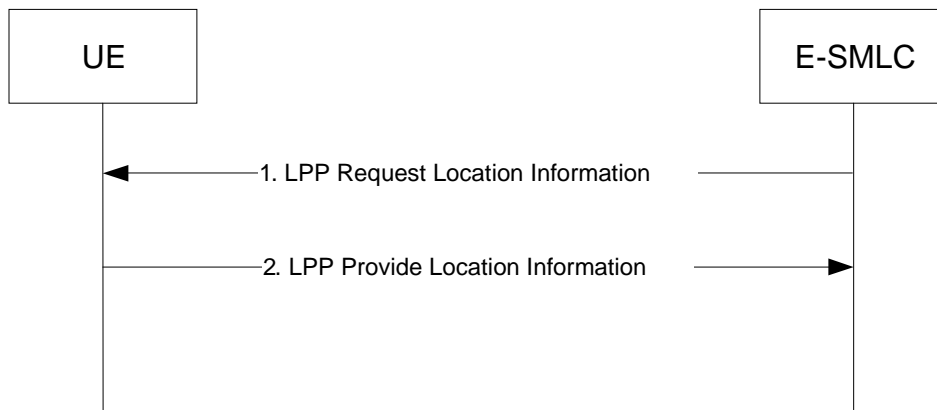 UE
E-SMLC
1. LPP Request Location Information
2. LPP Provide Location Information